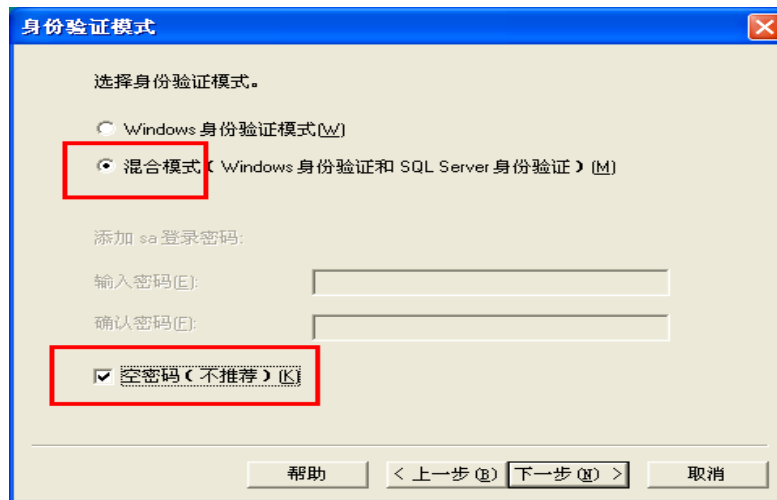 身份验证模式
选择身份验证模式。
Windows 身份验证模式(W)
混合模式(Windows 身份验证和 SQL Server 身份验证)(M)
添加 sa 登录密码:
输入密码(E):
确认密码(F):
空密码(不推荐)(K)
帮助 < 上一步(B) 下一步(N) > 取消